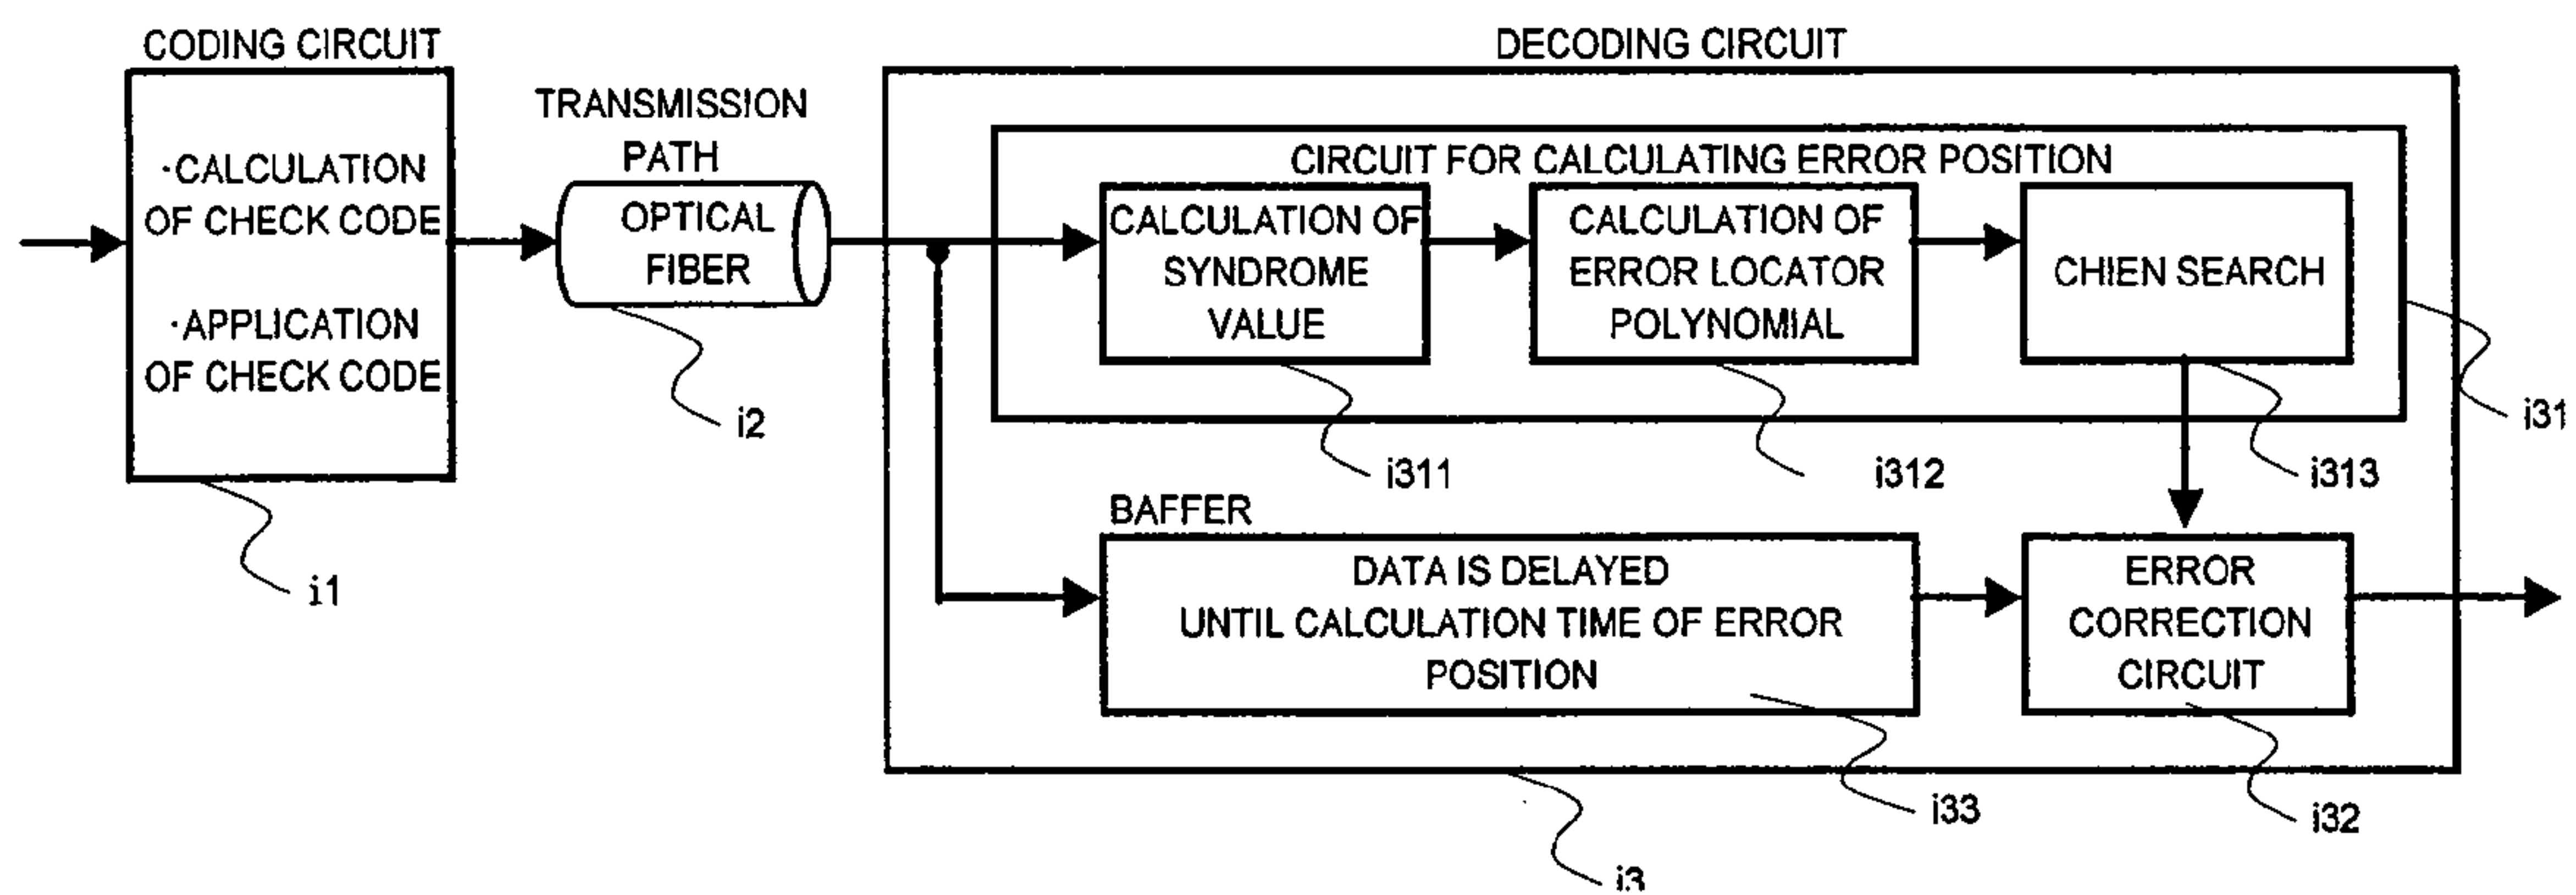 CODING CIRCUIT
·CALCULATION
OF CHECK CODE
·APPLICATION
OF CHECK CODE
i1
TRANSMISSION
PATH
OPTICAL
FIBER
i2
DECODING CIRCUIT
CIRCUIT FOR CALCULATING ERROR POSITION
CALCULATION OF
SYNDROME
VALUE
CALCULATION OF
ERROR LOCATOR
POLYNOMIAL
CHIEN SEARCH
i31
i311
i312
i313
BAFFER
DATA IS DELAYED
UNTIL CALCULATION TIME OF ERROR
POSITION
ERROR
CORRECTION
CIRCUIT
i33
i32
i3